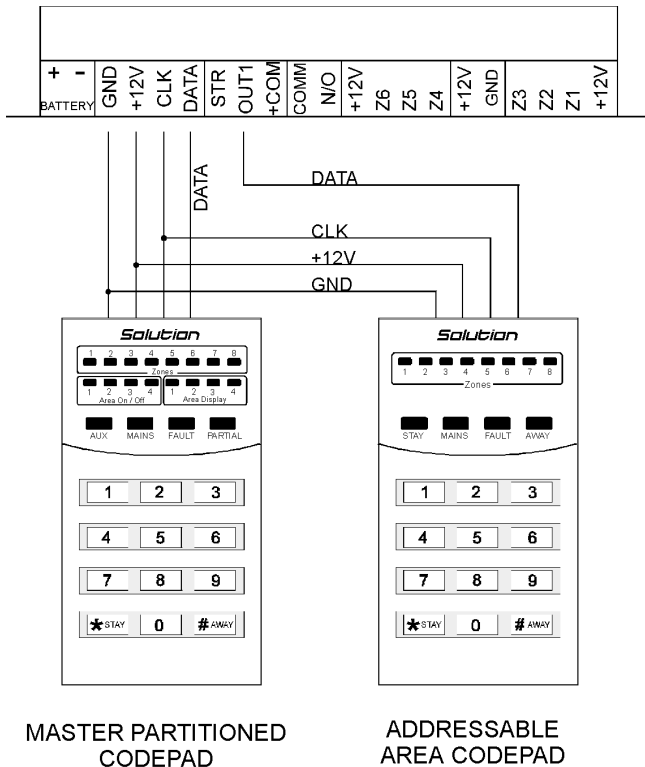 + - BATTERY GND +12V CLK DATA STR OUT1 +COM COMM N/O +12V Z6 Z5 Z4 +12V GND Z3 Z2 Z1 +12V
DATA
DATA
CLK
+12V
GND
Solution
1 2 3 4 5 6 7 8
Zones
1 2 3 4 1 2 3 4
Area On / Off Area Display
AUX MAINS FAULT PARTIAL
1 2 3
4 5 6
7 8 9
*STAY 0 #AWAY
MASTER PARTITIONED
CODEPAD
Solution
1 2 3 4 5 6 7 8
Zones
STAY MAINS FAULT AWAY
1 2 3
4 5 6
7 8 9
*STAY 0 #AWAY
ADDRESSABLE
AREA CODEPAD